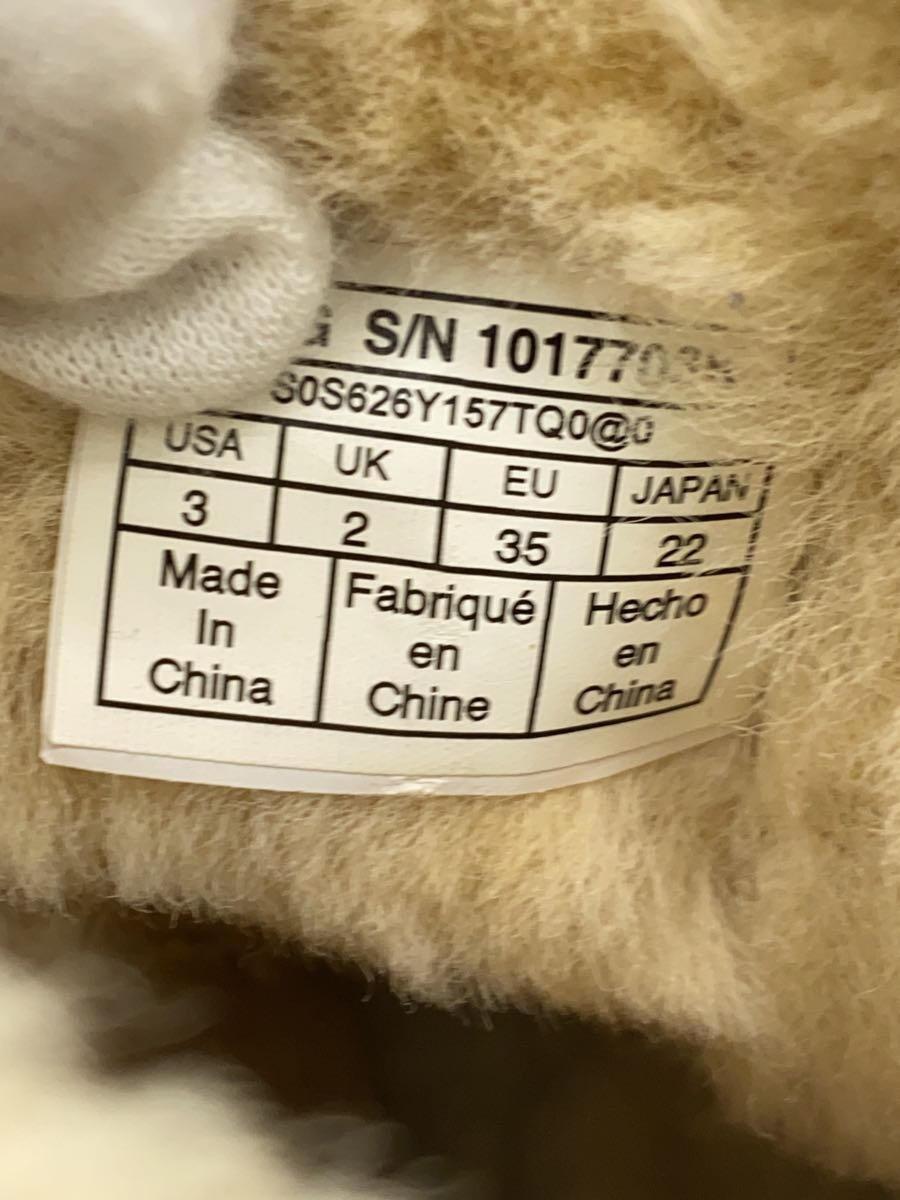 S/N
S0S626Y157TQ0@0
USA UK EU JAPAN
3 2 35 22
Made Fabriqué Hecho
In en en
China Chine China